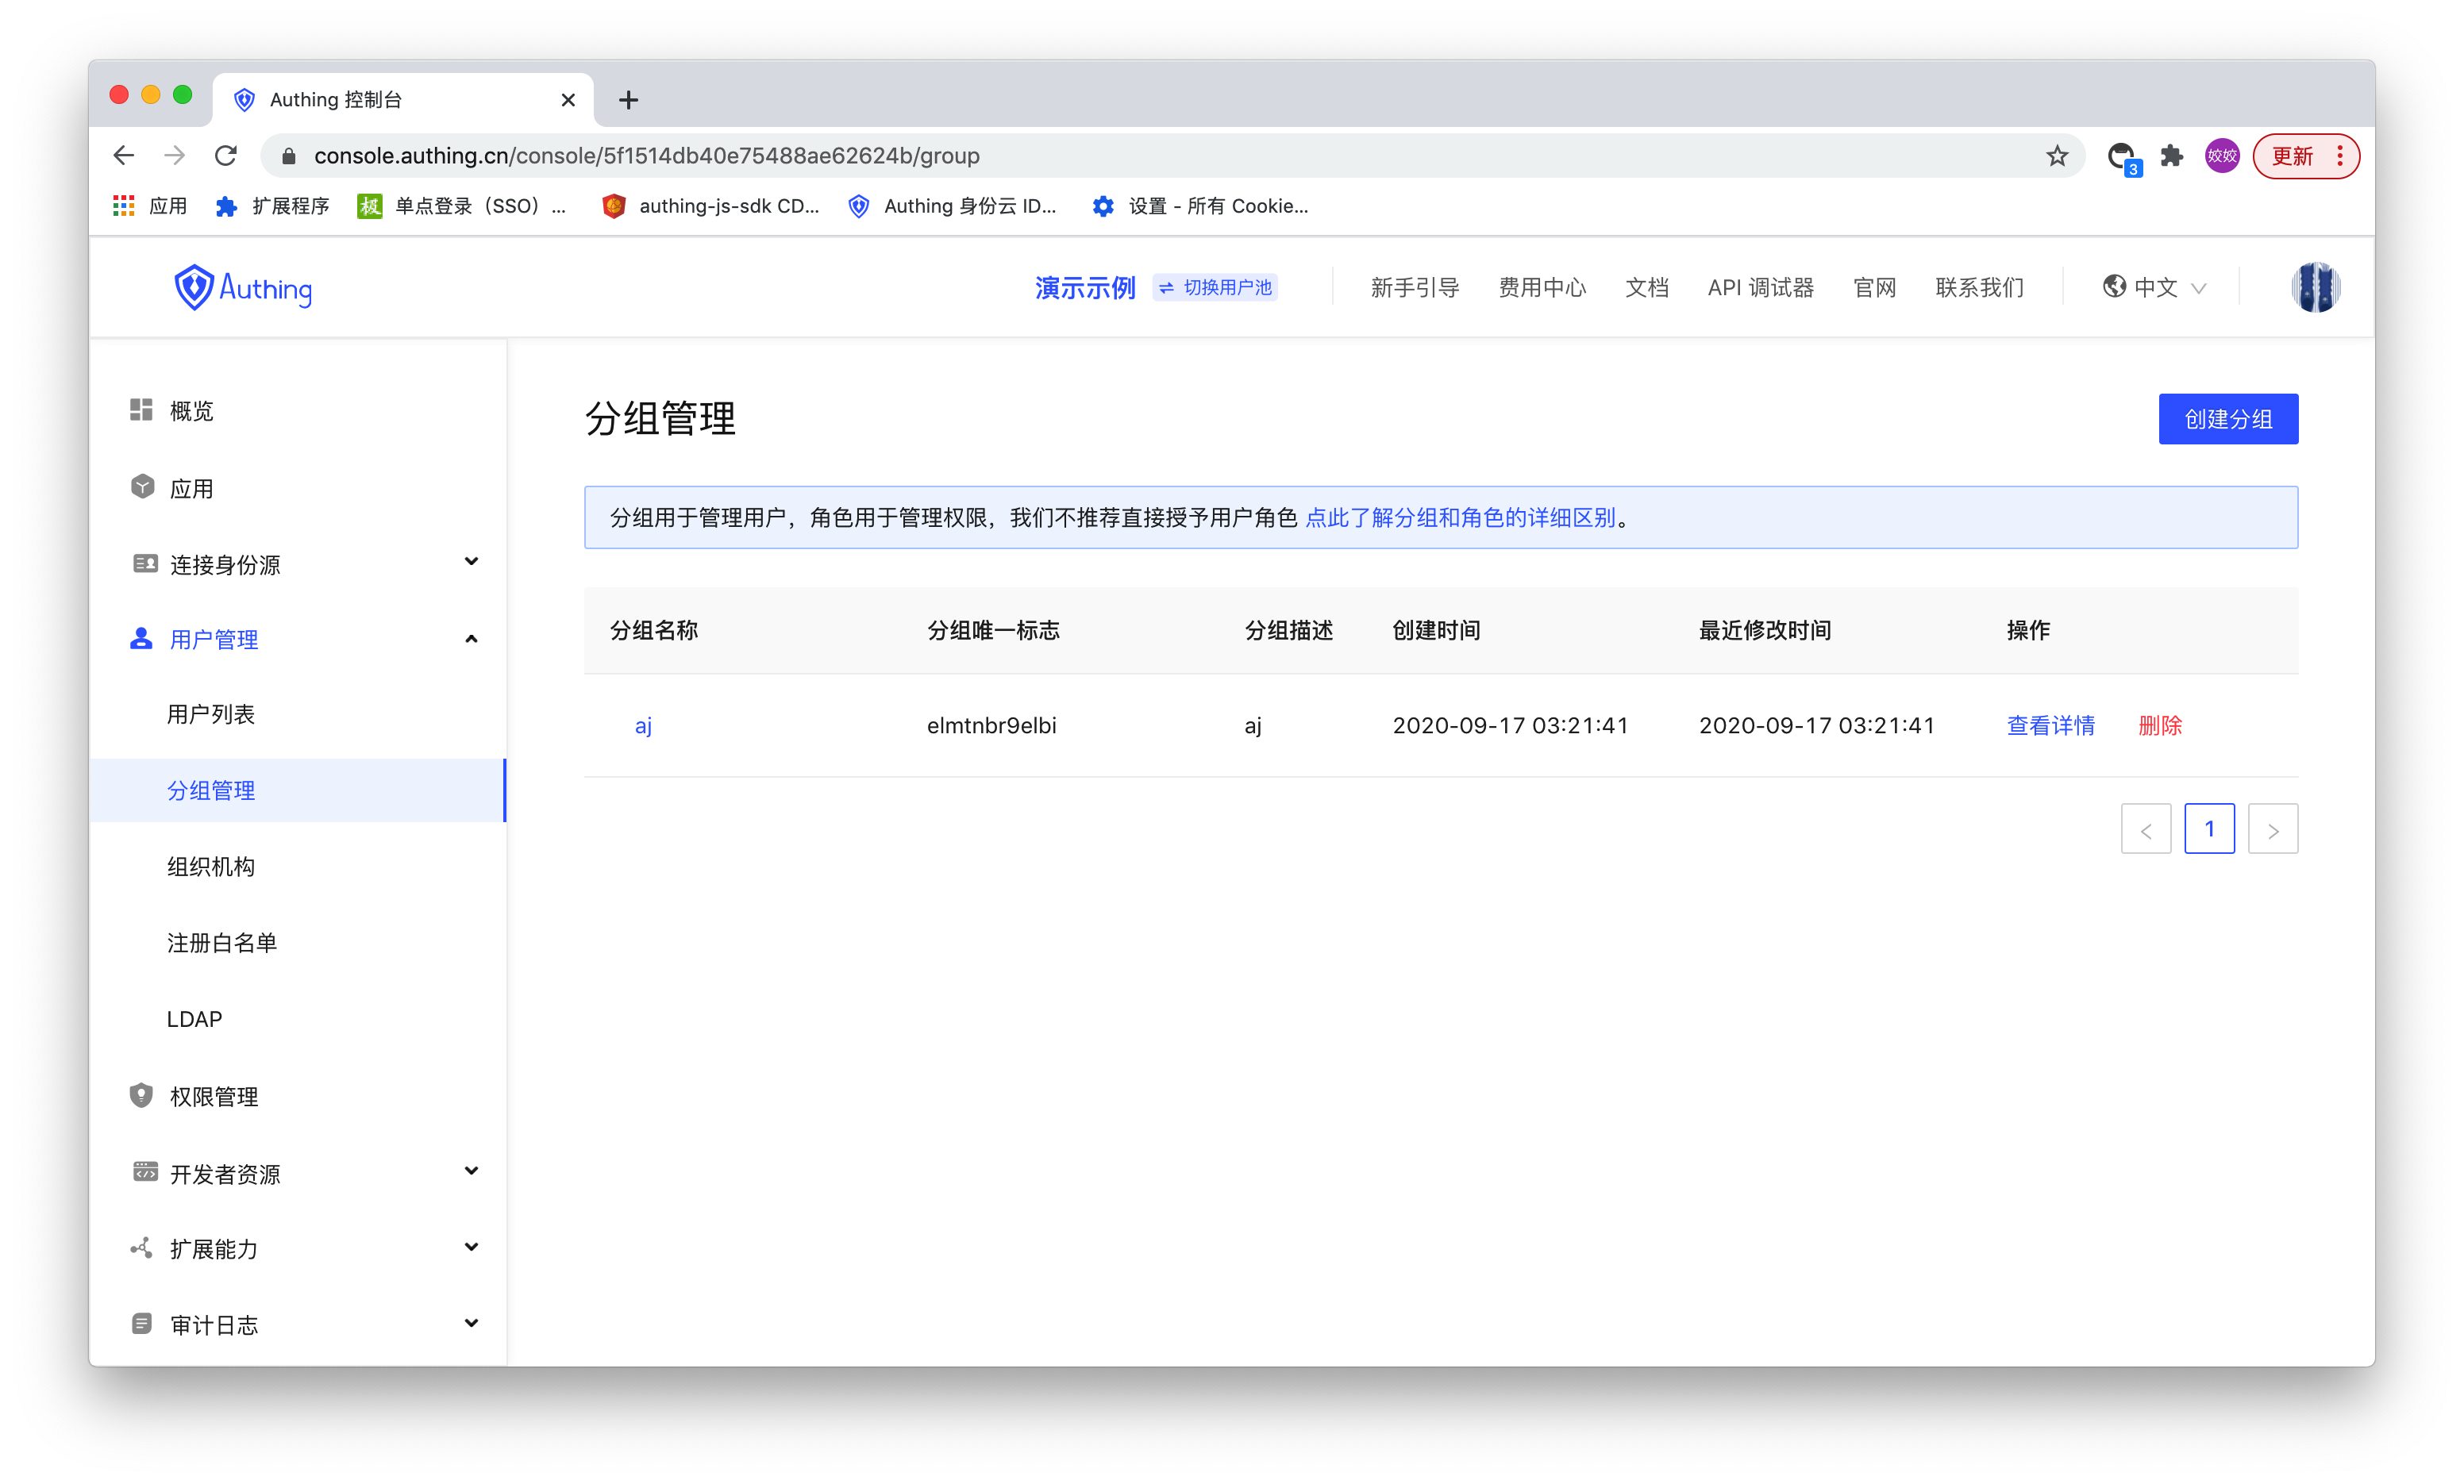 Authing 控制台
console.authing.cn/console/5f1514db40e75488ae62624b/group
3
姣姣
更新
应用
扩展程序
极 单点登录（SSO）...
authing-js-sdk CD...
Authing 身份云 ID...
设置 - 所有 Cookie...
Authing
演示示例
切换用户池
新手引导
费用中心
文档
API 调试器
官网
联系我们
中文
概览
应用
连接身份源
用户管理
用户列表
分组管理
组织机构
注册白名单
LDAP
权限管理
开发者资源
扩展能力
审计日志
分组管理
创建分组
分组用于管理用户，角色用于管理权限，我们不推荐直接授予用户角色 点此了解分组和角色的详细区别。
分组名称 分组唯一标志 分组描述 创建时间 最近修改时间 操作
aj elmtnbr9elbi aj 2020-09-17 03:21:41 2020-09-17 03:21:41 查看详情 删除
1